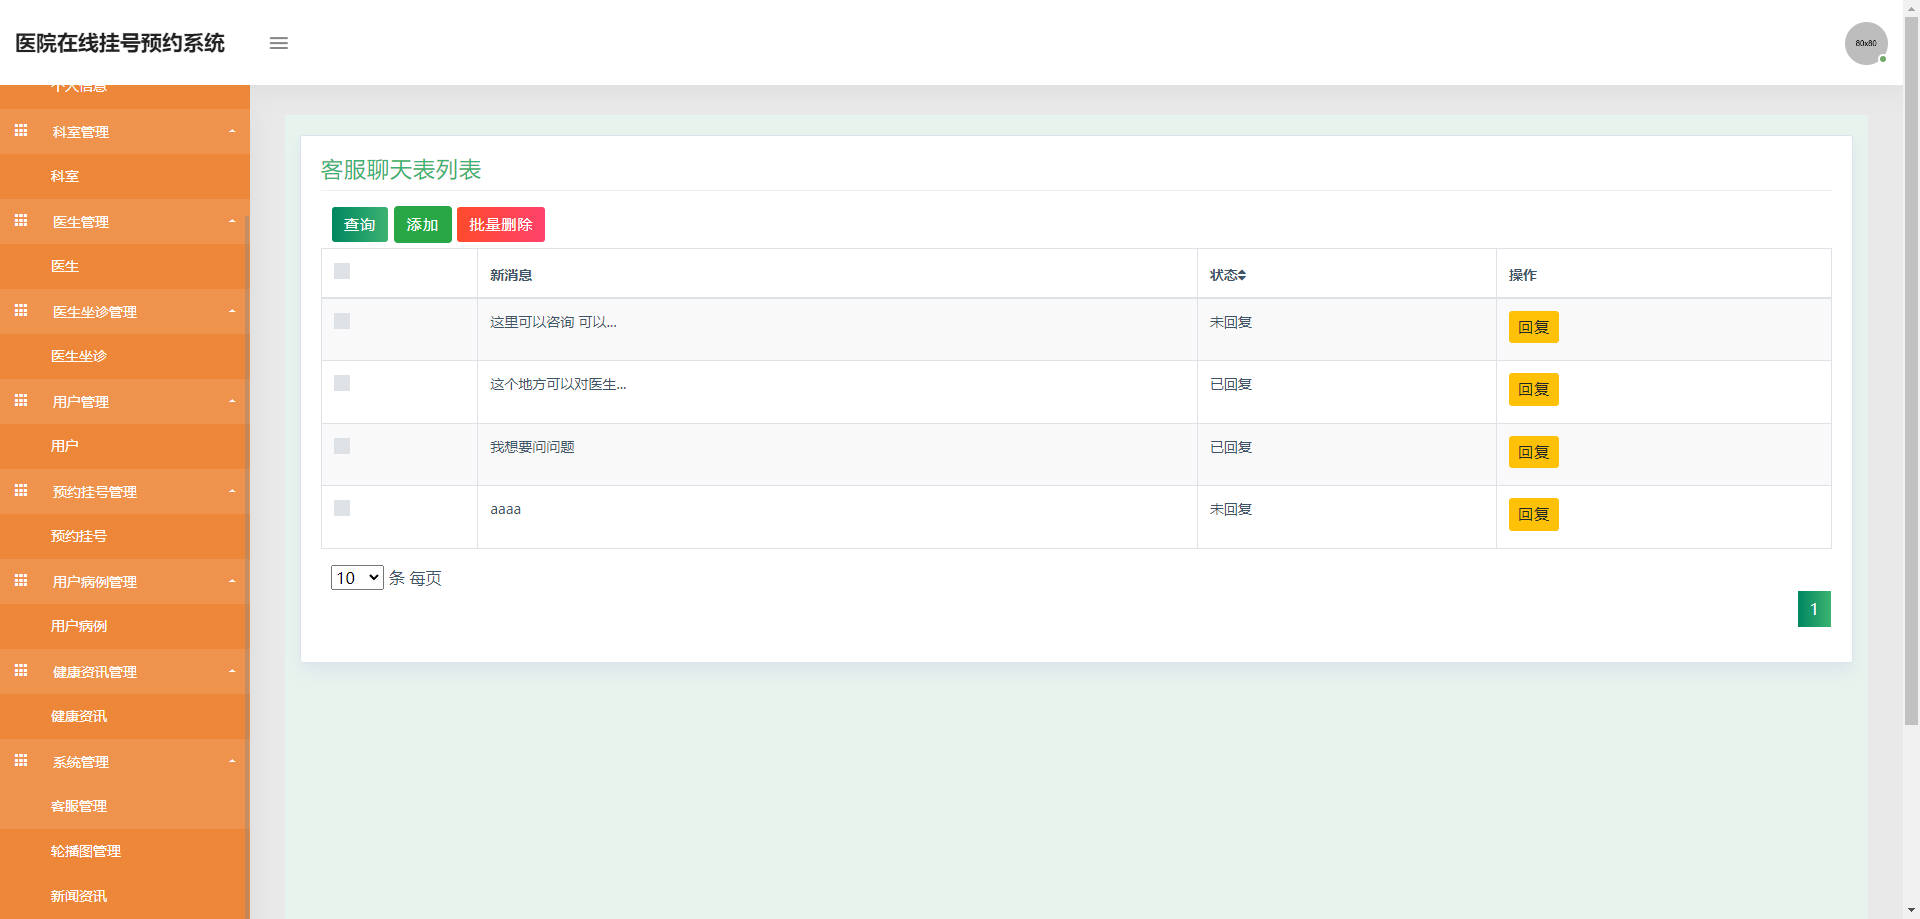 医院在线挂号预约系统
80x80
个人信息
科室管理
科室
医生管理
医生
医生坐诊管理
医生坐诊
用户管理
用户
预约挂号管理
预约挂号
用户病例管理
用户病例
健康资讯管理
健康资讯
系统管理
客服管理
轮播图管理
新闻资讯
客服聊天表列表
查询 添加 批量删除
新消息 状态 操作
这里可以咨询 可以... 未回复 回复
这个地方可以对医生... 已回复 回复
我想要问问题 已回复 回复
aaaa 未回复 回复
10 条 每页
1